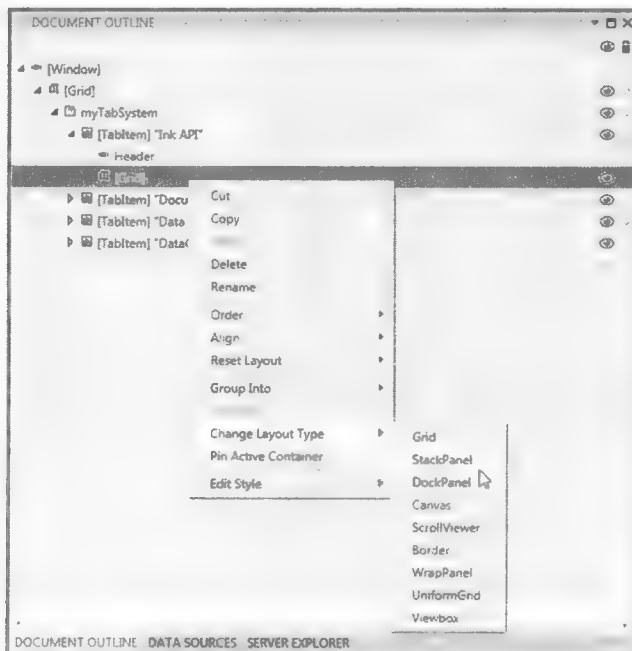 DOCUMENT OUTLINE
[Window]
[Grid]
myTabSystem
[TabItem] "Ink API"
Header
[Grid]
[TabItem] "Docu
[TabItem] "Data
[TabItem] "Data
Cut
Copy
Delete
Rename
Order
Align
Reset Layout
Group Into
Change Layout Type
Pin Active Container
Edit Style
Grid
StackPanel
DockPanel
Canvas
ScrollViewer
Border
WrapPanel
UniformGrid
Viewbox
DOCUMENT OUTLINE DATA SOURCES SERVER EXPLORER